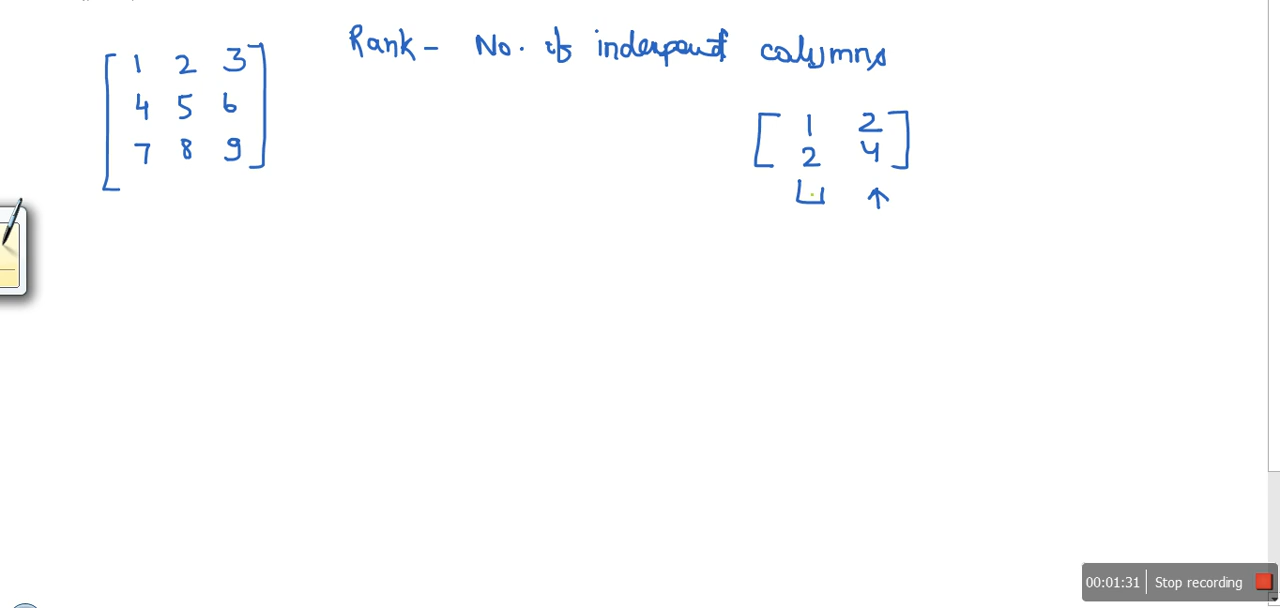 Rank - No. of independent columns
[ 1 2 3 ]
[ 4 5 6 ]
[ 7 8 9 ]
[ 1 2 ]
[ 2 4 ]
↑
00:01:31 | Stop recording